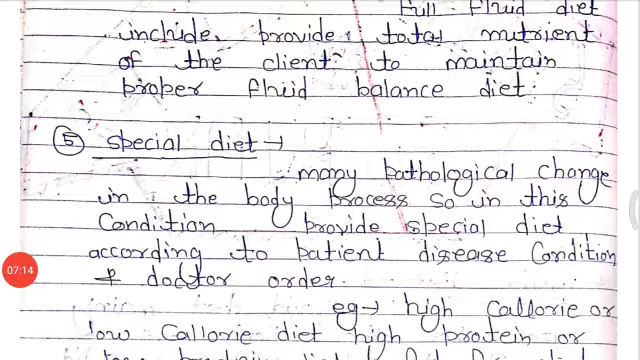 Full Fluid diet
include provide total nutrient
of the client to maintain
proper fluid balance diet.
⑤ Special diet →
many pathological change
in the body process so in this
Condition provide special diet
according to patient disease condition
+ doctor order.
eg → high Callorie or
low Callorie diet high protein or
07:14